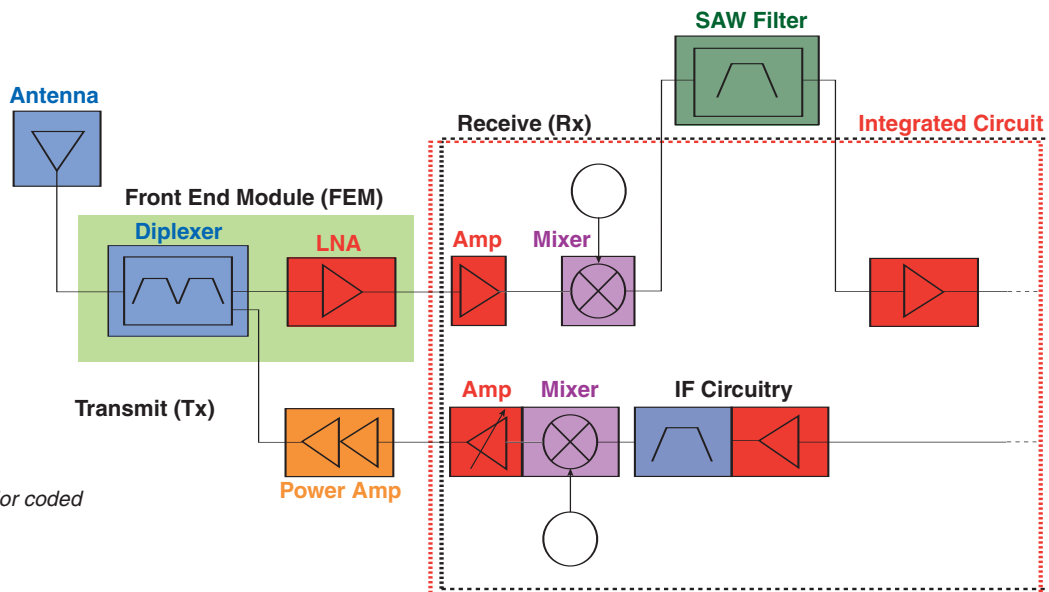 SAW Filter
Antenna
Receive (Rx)
Integrated Circuit
Front End Module (FEM)
Diplexer
LNA
Amp
Mixer
Amp
Mixer
IF Circuitry
Transmit (Tx)
Power Amp
coded